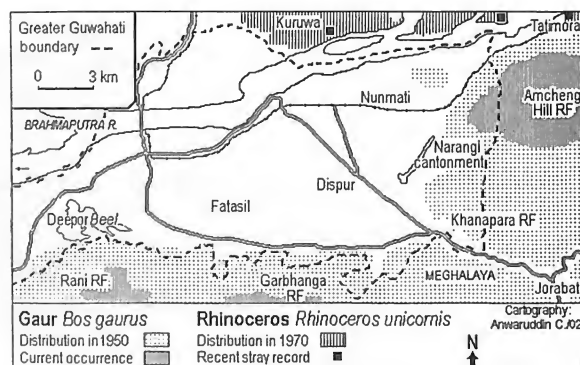 Greater Guwahati
boundary
0 3 km
Kuruwa
Tatimora
Nunmati
Amcheng
Hill RF
BRAHMAPUTRA R.
Narangi
cantonment
Dispur
Fatasil
Khanapara RF
Deepor Beel
Rani RF
Garbhanga
RF
MEGHALAYA
Jorabat
Gaur Bos gaurus
Distribution in 1950
Current occurrence
Rhinoceros Rhinoceros unicornis
Distribution in 1970
Recent stray record
Cartography:
Anwaruddin C./02
N